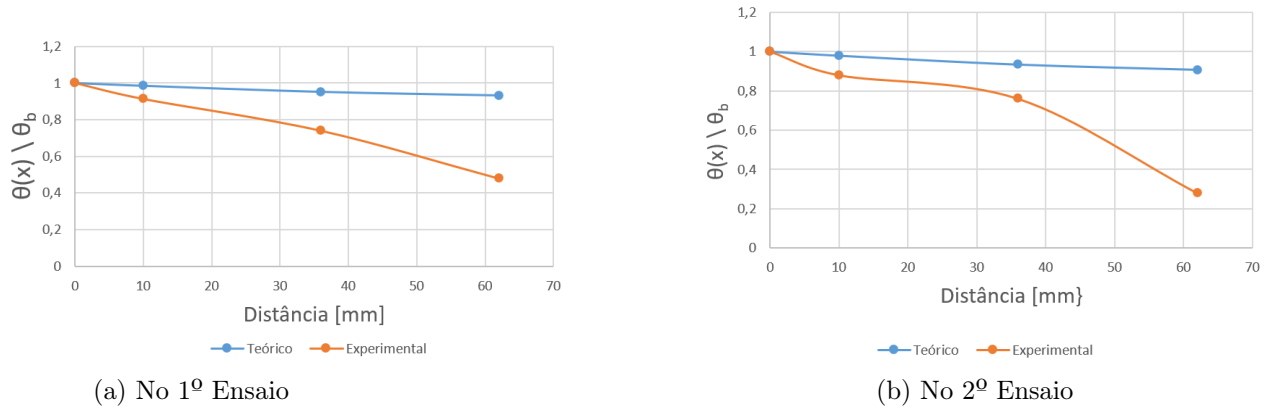 1,2
1
0,8
0,6
0,4
0,2
0
θ(x) \ θb
0 10 20 30 40 50 60 70
Distância [mm]
Teórico Experimental
(a) No 1º Ensaio
1,2
1
0,8
0,6
0,4
0,2
0
θ(x) \ θb
0 10 20 30 40 50 60 70
Distância [mm}
Teórico Experimental
(b) No 2º Ensaio